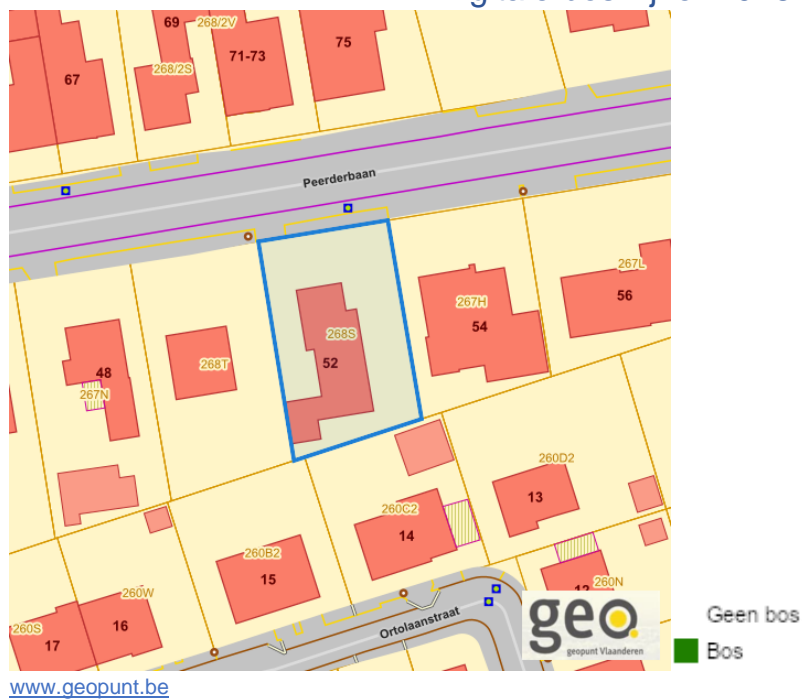 69
268/2V
75
71-73
67
268/2S
Peerderbaan
267L
56
267H
54
268S
52
268T
48
267N
260D2
13
260C2
14
260B2
15
260W
16
260S
17
260N
Ortolaanstraat
geo
geopunt Vlaanderen
Geen bos
Bos
www.geopunt.be